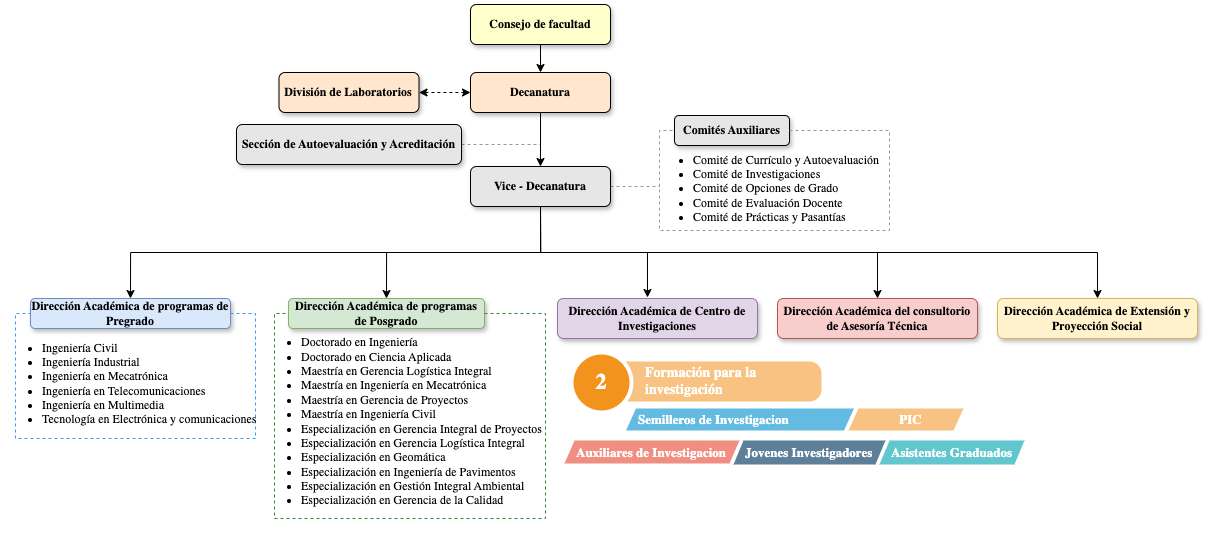 Consejo de facultad
División de Laboratorios
Decanatura
Sección de Autoevaluación y Acreditación
Vice - Decanatura
Comités Auxiliares
Comité de Currículo y Autoevaluación
Comité de Investigaciones
Comité de Opciones de Grado
Comité de Evaluación Docente
Comité de Prácticas y Pasantías
Dirección Académica de programas de
Pregrado
Ingeniería Civil
Ingeniería Industrial
Ingeniería en Mecatrónica
Ingeniería en Telecomunicaciones
Ingeniería en Multimedia
Tecnología en Electrónica y comunicaciones
Dirección Académica de programas
de Posgrado
Doctorado en Ingeniería
Doctorado en Ciencia Aplicada
Maestría en Gerencia Logística Integral
Maestría en Ingeniería en Mecatrónica
Maestría en Gerencia de Proyectos
Maestría en Ingeniería Civil
Especialización en Gerencia Integral de Proyectos
Especialización en Gerencia Logística Integral
Especialización en Geomática
Especialización en Ingeniería de Pavimentos
Especialización en Gestión Integral Ambiental
Especialización en Gerencia de la Calidad
Dirección Académica de Centro de
Investigaciones
2
Formación para la
investigación
Semilleros de Investigacion
PIC
Auxiliares de Investigacion
Jovenes Investigadores
Asistentes Graduados
Dirección Académica del consultorio
de Asesoría Técnica
Dirección Académica de Extensión y
Proyección Social